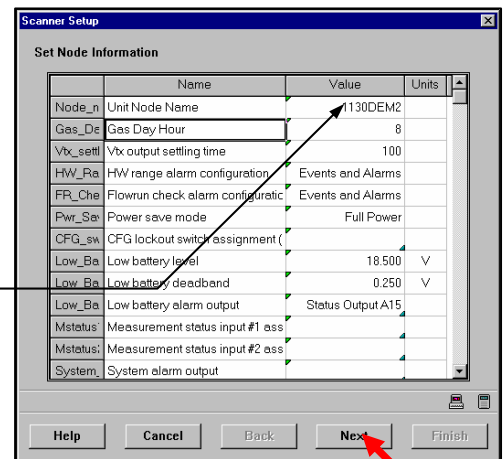 Scanner Setup
Set Node Information
Name Value Units
Node_n Unit Node Name 1130DEM2
Gas_Da Gas Day Hour 8
Vtx_settl Vtx output settling time 100
HW_Ra HW range alarm configuration Events and Alarms
FR_Che Flowrun check alarm configuratic Events and Alarms
Pwr_Sav Power save mode Full Power
CFG_sw CFG lockout switch assignment (
Low_Ba Low battery level 18.500 V
Low_Ba Low battery deadband 0.250 V
Low_Ba Low battery alarm output Status Output A15
Mstatus Measurement status input #1 ass
Mstatus Measurement status input #2 ass
System_ System alarm output
Help Cancel Back Next Finish